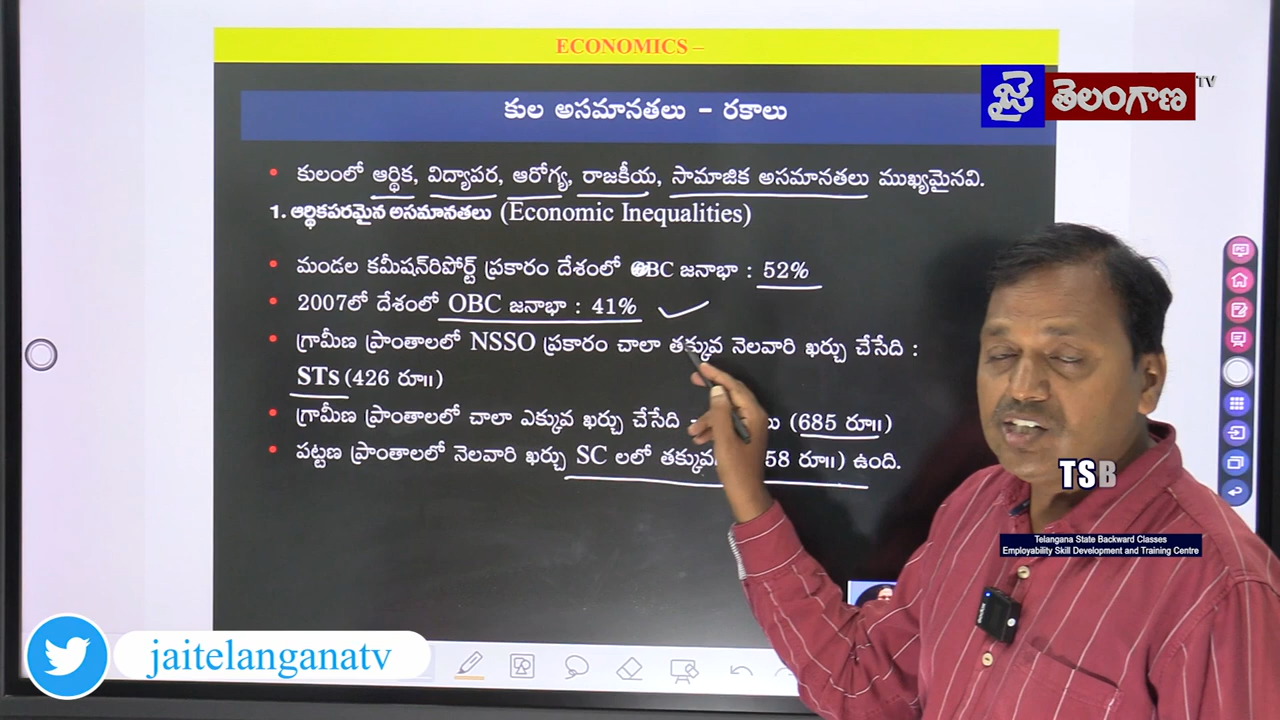 ECONOMICS –
జై తెలంగాణ TV
కుల అసమానతలు – రకాలు
• కులంలో ఆర్థిక, విద్యాపర, ఆరోగ్య, రాజకీయ, సామాజిక అసమానతలు ముఖ్యమైనవి.
1. ఆర్థికపరమైన అసమానతలు (Economic Inequalities)
• మండల కమీషన్‌రిపోర్ట్ ప్రకారం దేశంలో OBC జనాభా : 52%
• 2007లో దేశంలో OBC జనాభా : 41%
• గ్రామీణ ప్రాంతాలలో NSSO ప్రకారం చాలా తక్కువ నెలవారి ఖర్చు చేసేది :
STs (426 రూ॥)
• గ్రామీణ ప్రాంతాలలో చాలా ఎక్కువ ఖర్చు చేసేది - (685 రూ॥)
• పట్టణ ప్రాంతాలలో నెలవారి ఖర్చు SC లలో 58 రూ॥) ఉంది.
TSB
Telangana State Backward Classes
Employability Skill Development and Training Centre
jaitelanganatv